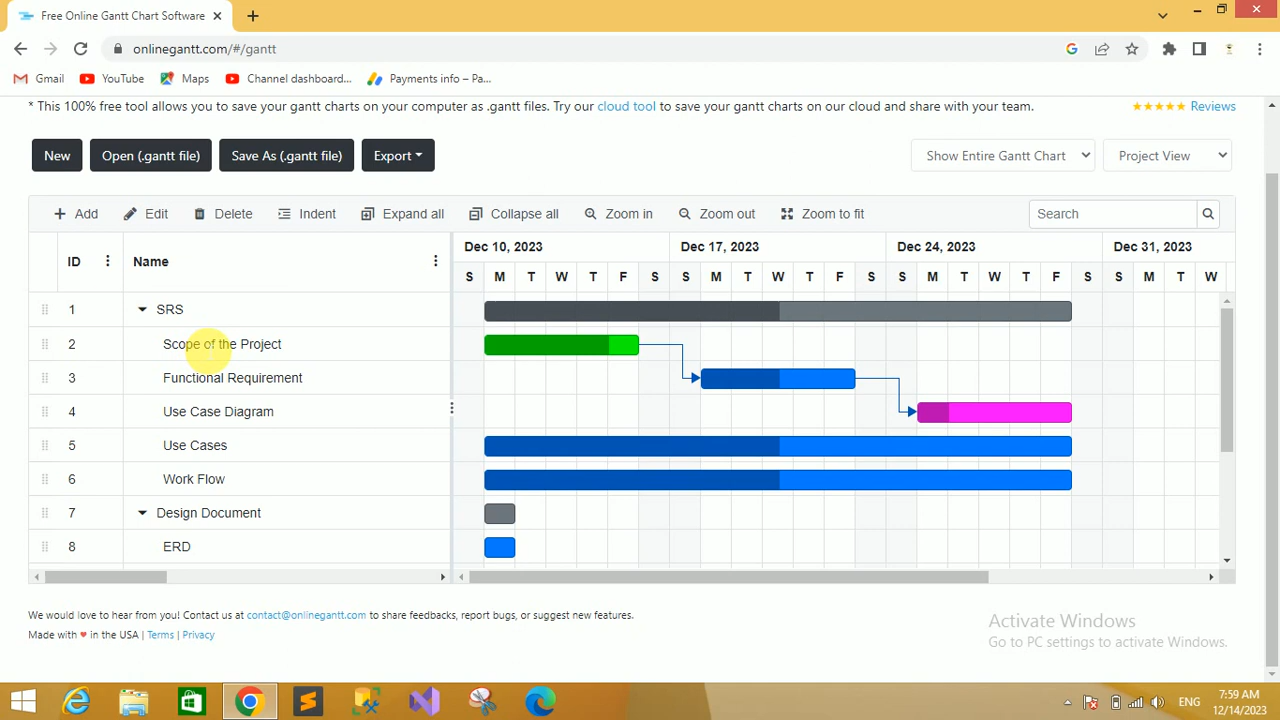 Free Online Gantt Chart Software
onlinegantt.com/#/gantt
Gmail YouTube Maps Channel dashboard... Payments info – Pa...
* This 100% free tool allows you to save your gantt charts on your computer as .gantt files. Try our cloud tool to save your gantt charts on our cloud and share with your team. Reviews
New Open (.gantt file) Save As (.gantt file) Export Show Entire Gantt Chart Project View
Add Edit Delete Indent Expand all Collapse all Zoom in Zoom out Zoom to fit Search
Dec 10, 2023 Dec 17, 2023 Dec 24, 2023 Dec 31, 2023
ID Name
S M T W T F S S M T W T F S S M T W T F S S M T W
1 SRS
2 Scope of the Project
3 Functional Requirement
4 Use Case Diagram
5 Use Cases
6 Work Flow
7 Design Document
8 ERD
We would love to hear from you! Contact us at contact@onlinegantt.com to share feedbacks, report bugs, or suggest new features.
Made with ♥ in the USA | Terms | Privacy
Activate Windows
Go to PC settings to activate Windows.
ENG
7:59 AM
12/14/2023